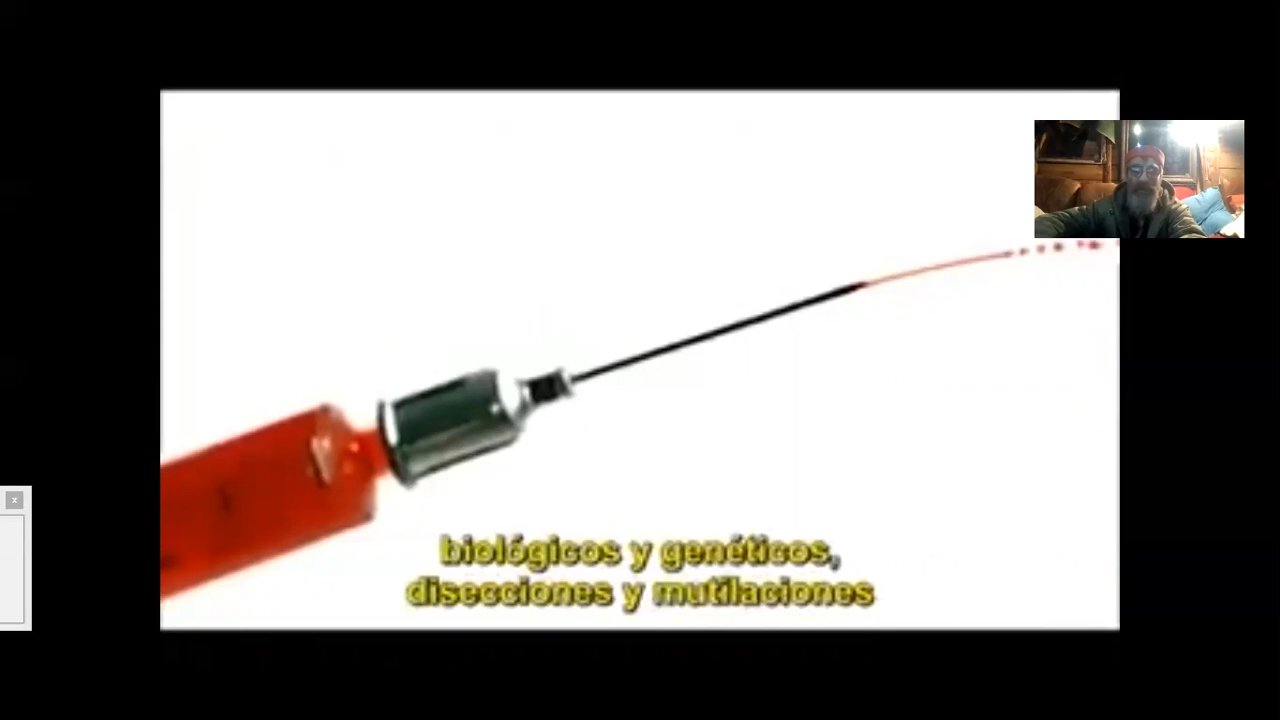 biológicos y genéticos,
disecciones y mutilaciones
x